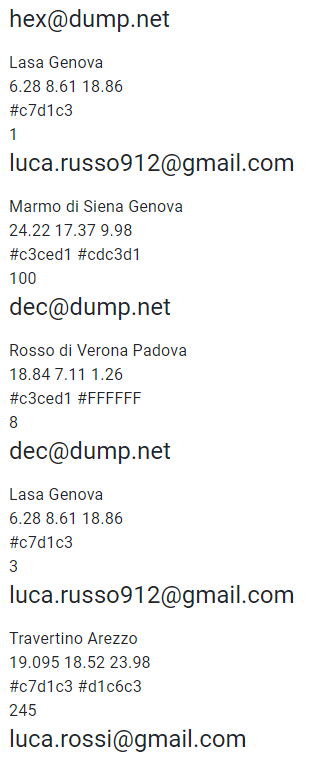 hex@dump.net
Lasa Genova
6.28 8.61 18.86
#c7d1c3
1
luca.russo912@gmail.com
Marmo di Siena Genova
24.22 17.37 9.98
#c3ced1 #cdc3d1
100
dec@dump.net
Rosso di Verona Padova
18.84 7.11 1.26
#c3ced1 #FFFFFF
8
dec@dump.net
Lasa Genova
6.28 8.61 18.86
#c7d1c3
3
luca.russo912@gmail.com
Travertino Arezzo
19.095 18.52 23.98
#c7d1c3 #d1c6c3
245
luca.rossi@gmail.com